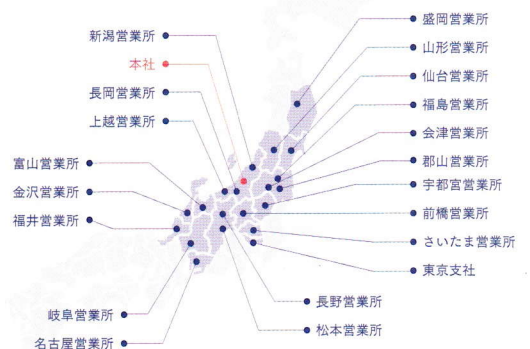 新潟営業所
本社
長岡営業所
上越営業所
富山営業所
金沢営業所
福井営業所
岐阜営業所
名古屋営業所
盛岡営業所
山形営業所
仙台営業所
福島営業所
会津営業所
郡山営業所
宇都宮営業所
前橋営業所
さいたま営業所
東京支社
長野営業所
松本営業所